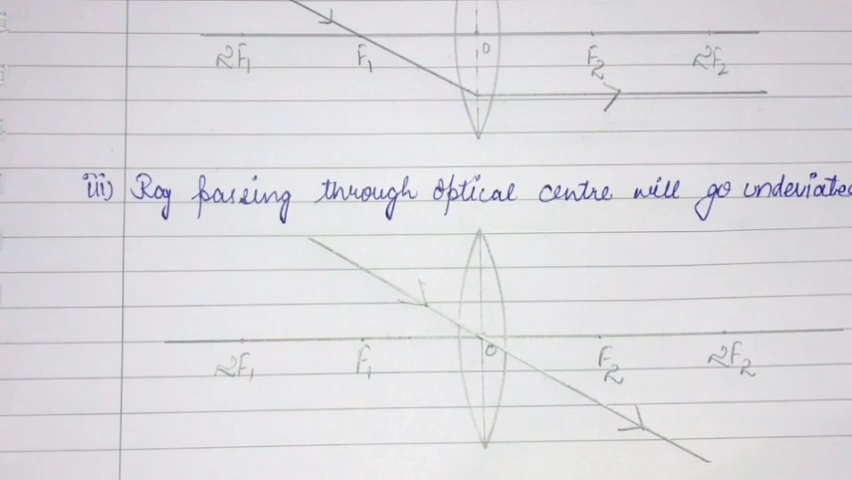 2F1 F1 O F2 2F2
iii) Ray passing through optical centre will go undeviated
2F1 F1 O F2 2F2